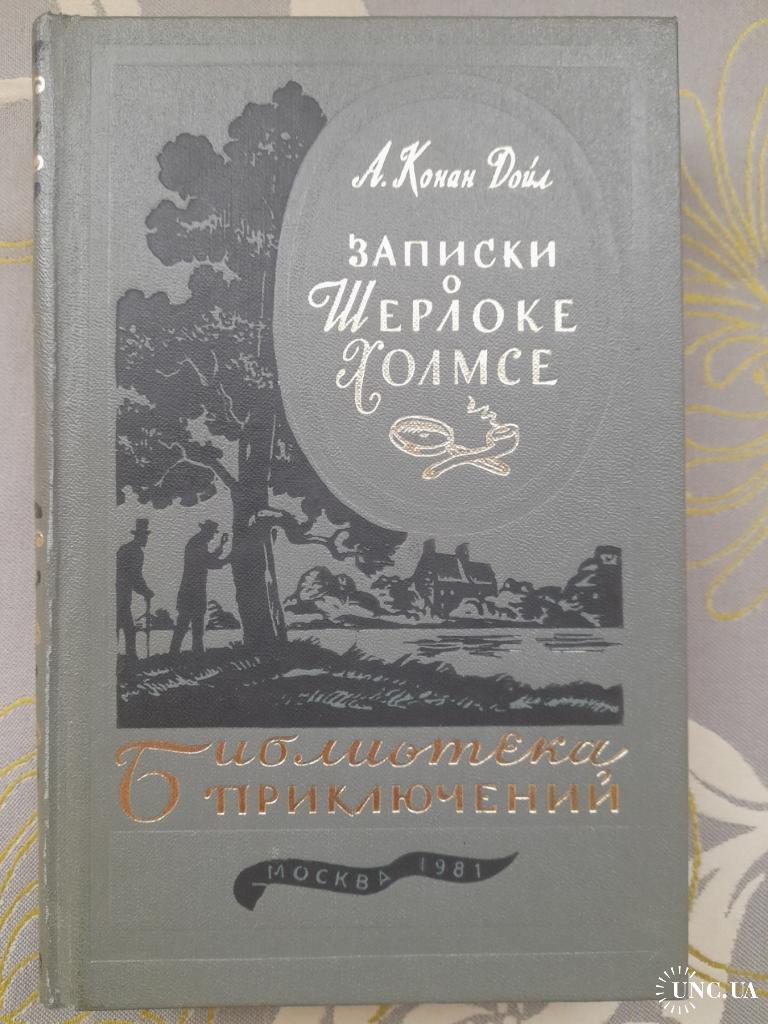 А. Конан Дойл
ЗАПИСКИ
О
ШЕРЛОКЕ
ХОЛМСЕ
Библиотека
ПРИКЛЮЧЕНИЙ
МОСКВА 1981
UNC.UA